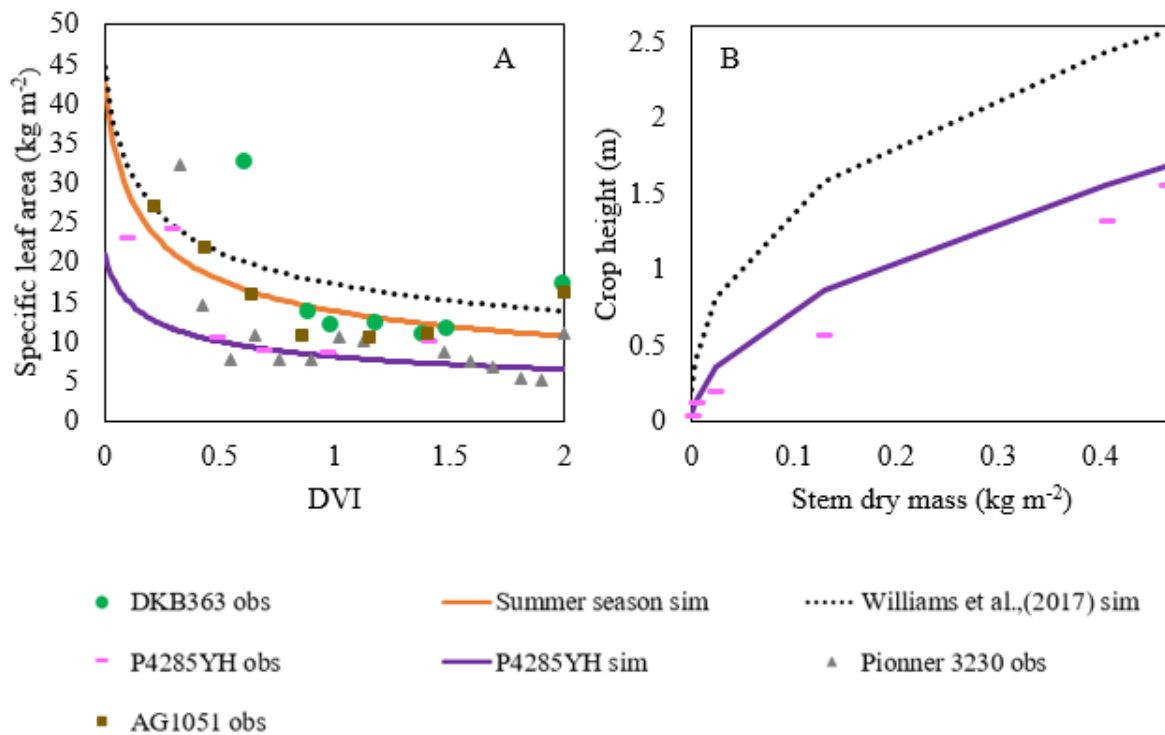 A
Specific leaf area (kg m-2)
50
45
40
35
30
25
20
15
10
5
0
0
0.5
1
1.5
2
DVI
B
Crop height (m)
2.5
2
1.5
1
0.5
0
0
0.1
0.2
0.3
0.4
Stem dry mass (kg m-2)
DKB363 obs
Summer season sim
Williams et al.,(2017) sim
P4285YH obs
P4285YH sim
Pionner 3230 obs
AG1051 obs